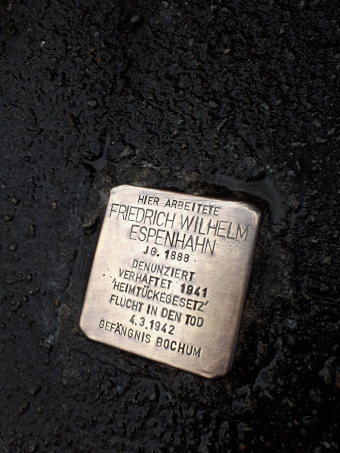 HIER ARBEITETE
FRIEDRICH WILHELM
ESPENHAHN
JG. 1888
DENUNZIERT
VERHAFTET 1941
'HEIMTÜCKEGESETZ'
FLUCHT IN DEN TOD
4.3.1942
GEFÄNGNIS BOCHUM